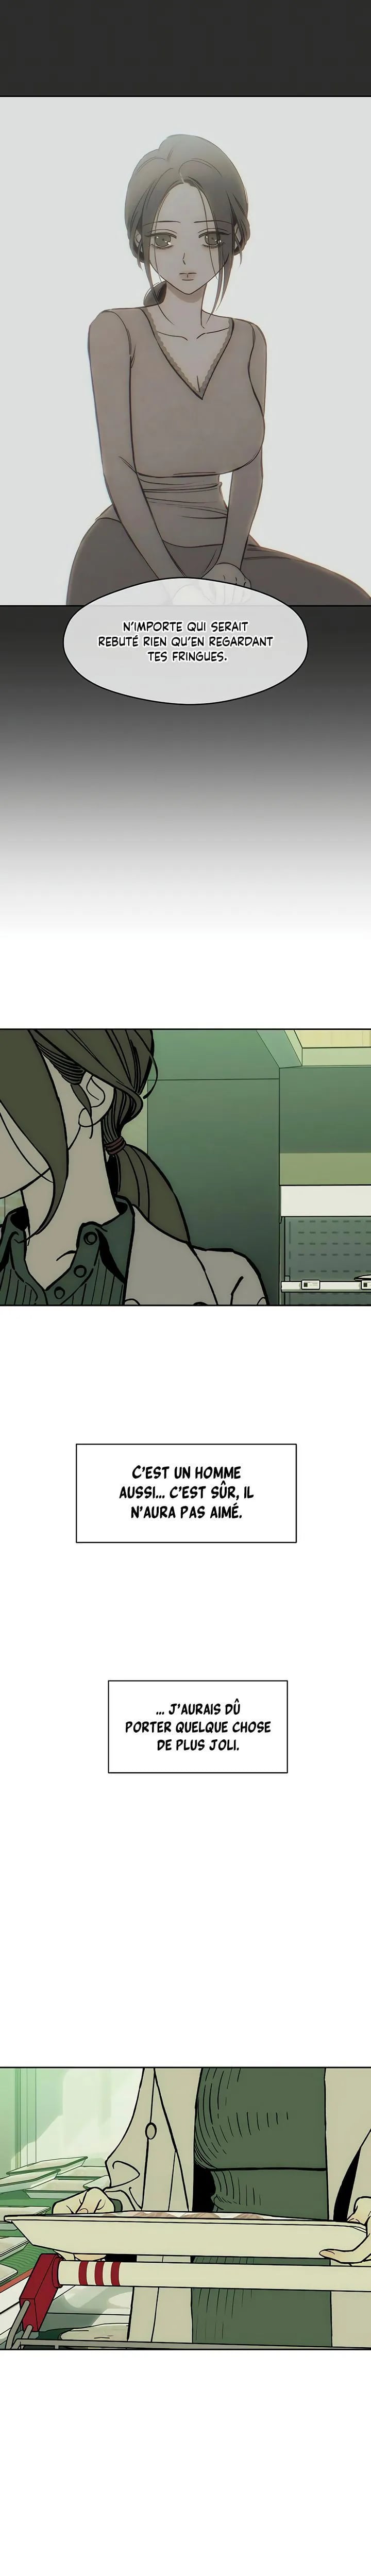 N'IMPORTE QUI SERAIT
REBUTÉ RIEN QU'EN REGARDANT
TES FRINGUES.
C'EST UN HOMME
AUSSI... C'EST SÛR, IL
N'AURA PAS AIMÉ.
... J'AURAIS DÛ
PORTER QUELQUE CHOSE
DE PLUS JOLI.